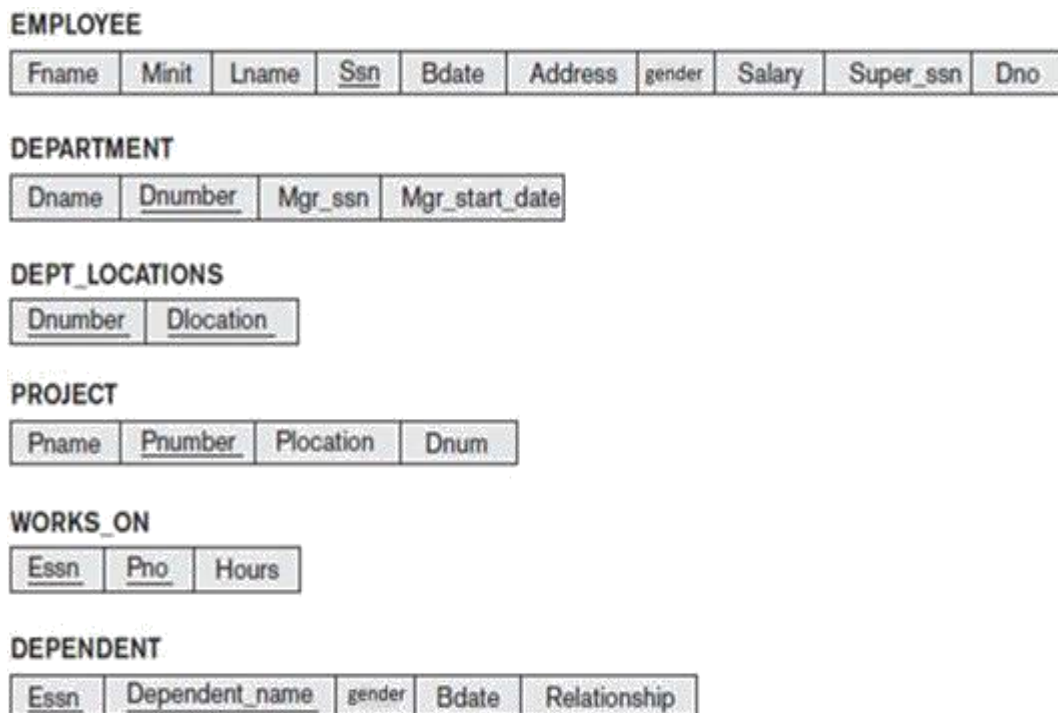 EMPLOYEE
Fname Minit Lname Ssn Bdate Address gender Salary Super_ssn Dno
DEPARTMENT
Dname Dnumber Mgr_ssn Mgr_start_date
DEPT_LOCATIONS
Dnumber Dlocation
PROJECT
Pname Pnumber Plocation Dnum
WORKS_ON
Essn Pno Hours
DEPENDENT
Essn Dependent_name gender Bdate Relationship